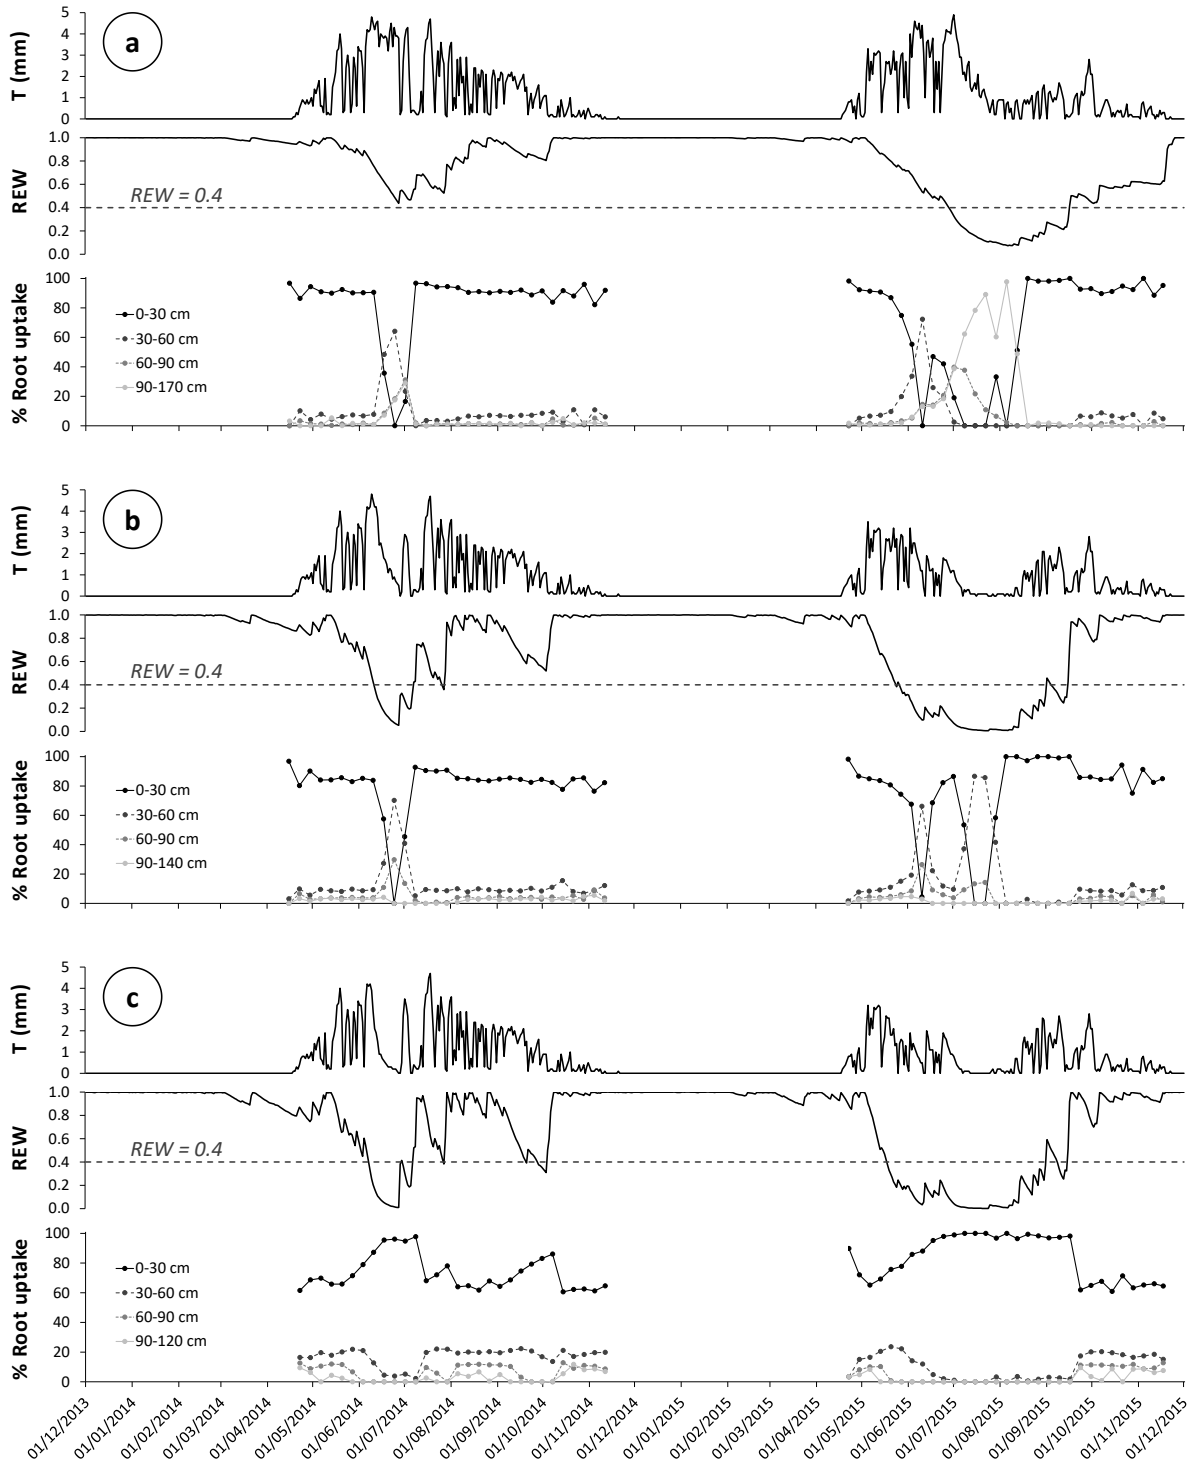 a
T (mm)
5
4
3
2
1
0
REW
1.0
0.8
0.6
0.4
0.2
0.0
REW = 0.4
% Root uptake
100
80
60
40
20
0
0-30 cm
30-60 cm
60-90 cm
90-170 cm
b
T (mm)
5
4
3
2
1
0
REW
1.0
0.8
0.6
0.4
0.2
0.0
REW = 0.4
% Root uptake
100
80
60
40
20
0
0-30 cm
30-60 cm
60-90 cm
90-140 cm
c
T (mm)
5
4
3
2
1
0
REW
1.0
0.8
0.6
0.4
0.2
0.0
REW = 0.4
% Root uptake
100
80
60
40
20
0
0-30 cm
30-60 cm
60-90 cm
90-120 cm
01/12/2013
01/01/2014
01/02/2014
01/03/2014
01/04/2014
01/05/2014
01/06/2014
01/07/2014
01/08/2014
01/09/2014
01/10/2014
01/11/2014
01/12/2014
01/01/2015
01/02/2015
01/03/2015
01/04/2015
01/05/2015
01/06/2015
01/07/2015
01/08/2015
01/09/2015
01/10/2015
01/11/2015
01/12/2015